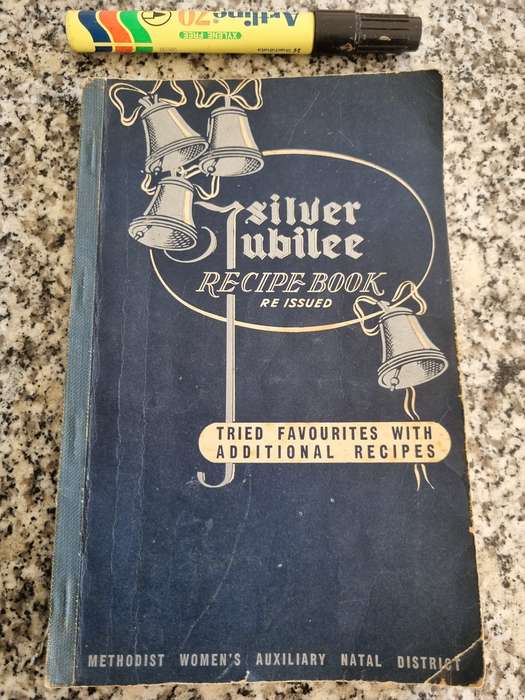 Artline 70
XYLENE FREE
Silver
Jubilee
RECIPE BOOK
RE ISSUED
TRIED FAVOURITES WITH
ADDITIONAL RECIPES
METHODIST WOMEN'S AUXILIARY NATAL DISTRICT